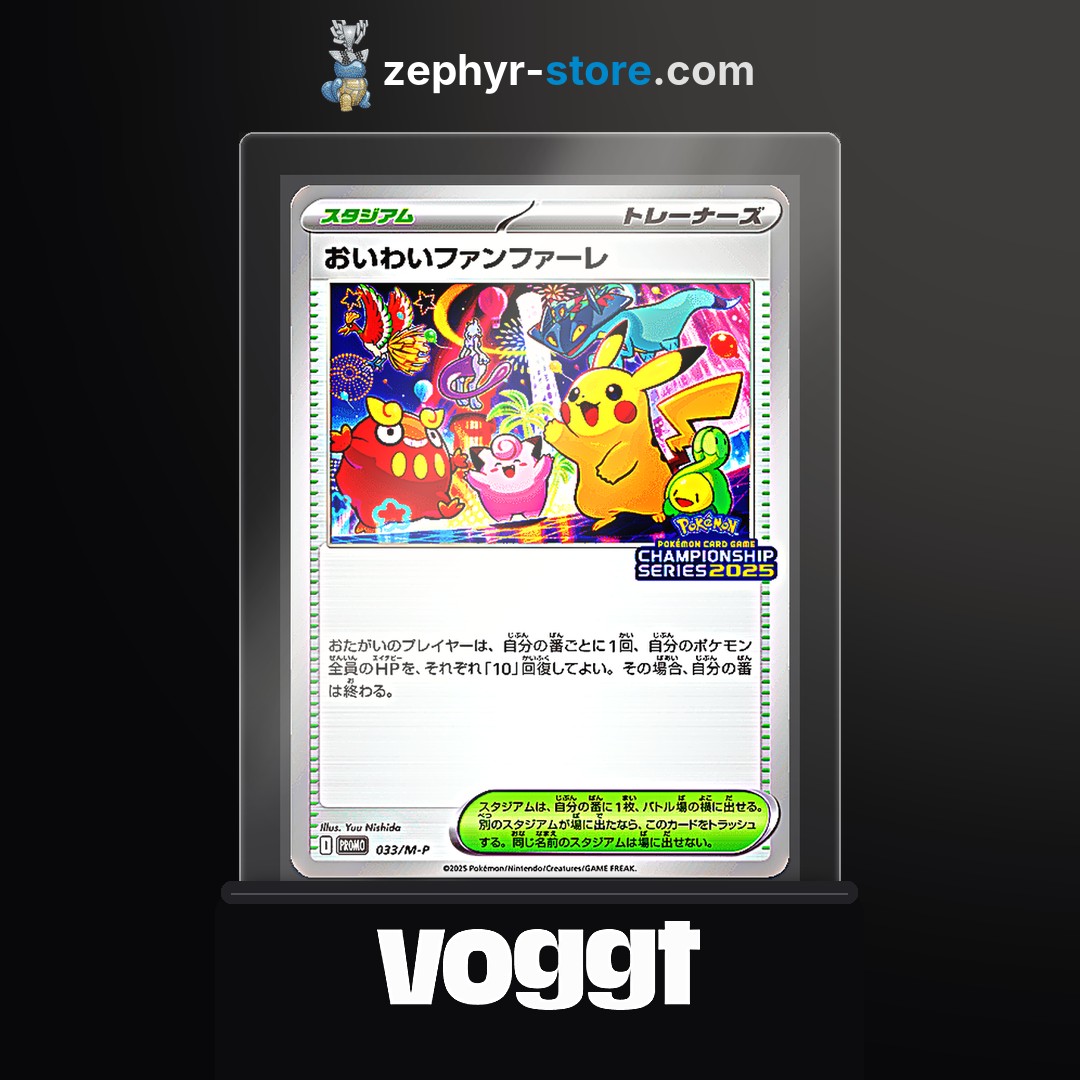 zephyr-store.com
スタジアム
トレーナーズ
おいわいファンファーレ
Pokémon
POKÉMON CARD GAME
CHAMPIONSHIP
SERIES 2025
おたがいのプレイヤーは、自分の番ごとに1回、自分のポケモン
全員のHPを、それぞれ「10」回復してよい。その場合、自分の番
は終わる。
スタジアムは、自分の番に1枚、バトル場の横に出せる。
別のスタジアムが場に出たなら、このカードをトラッシュ
する。同じ名前のスタジアムは場に出せない。
Illus. Yuu Nishida
I PROMO 033/M-P
©2025 Pokémon/Nintendo/Creatures/GAME FREAK.
voggt